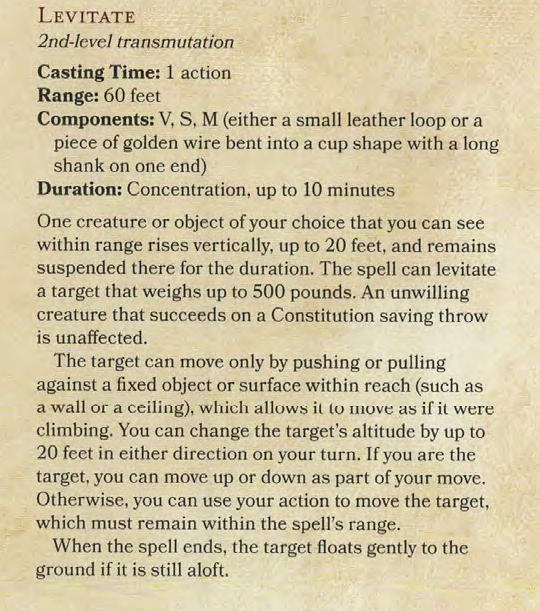 LEVITATE
2nd-level transmutation
Casting Time: 1 action
Range: 60 feet
Components: V, S, M (either a small leather loop or a
piece of golden wire bent into a cup shape with a long
shank on one end)
Duration: Concentration, up to 10 minutes
One creature or object of your choice that you can see
within range rises vertically, up to 20 feet, and remains
suspended there for the duration. The spell can levitate
a target that weighs up to 500 pounds. An unwilling
creature that succeeds on a Constitution saving throw
is unaffected.
The target can move only by pushing or pulling
against a fixed object or surface within reach (such as
a wall or a ceiling), which allows it to move as if it were
climbing. You can change the target's altitude by up to
20 feet in either direction on your turn. If you are the
target, you can move up or down as part of your move.
Otherwise, you can use your action to move the target,
which must remain within the spell's range.
When the spell ends, the target floats gently to the
ground if it is still aloft.